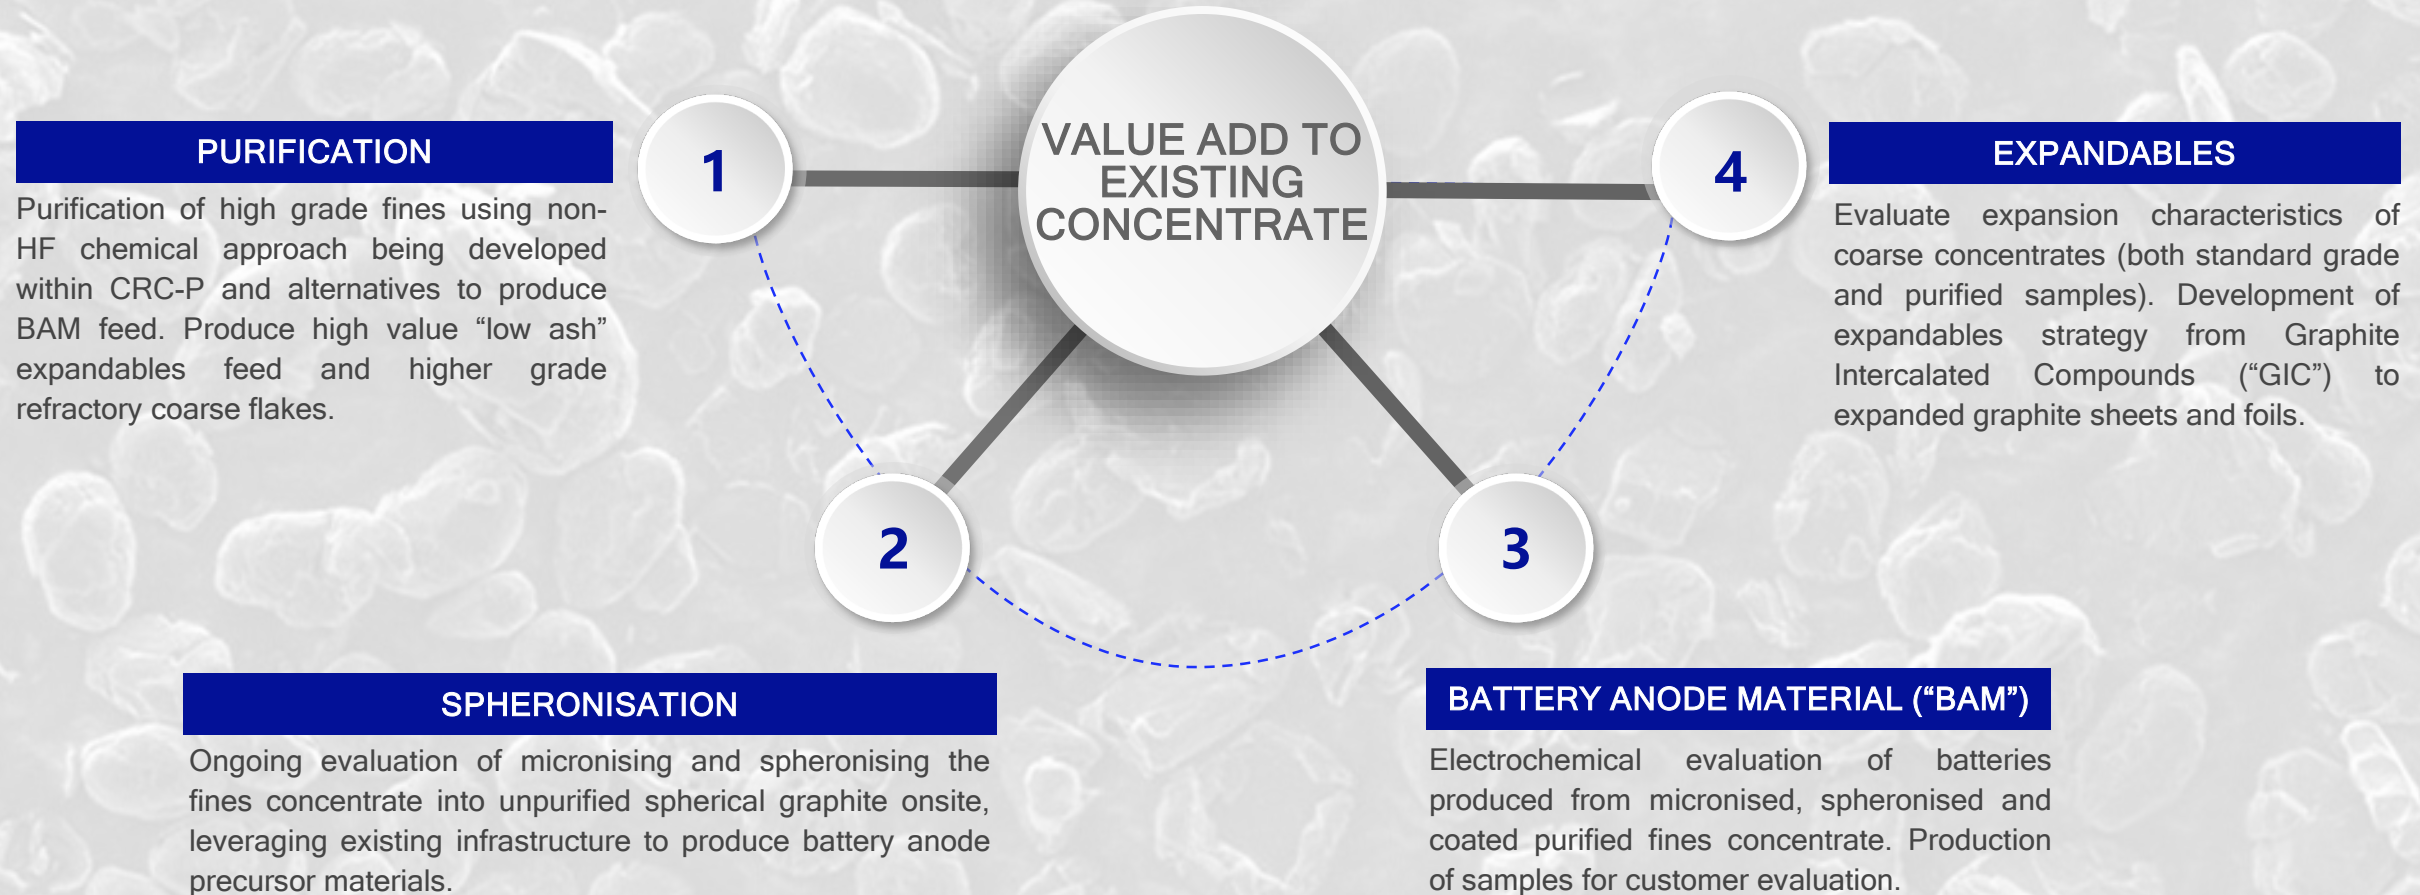 VALUE ADD TO
EXISTING
CONCENTRATE
1
PURIFICATION
Purification of high grade fines using non-
HF chemical approach being developed
within CRC-P and alternatives to produce
BAM feed. Produce high value “low ash”
expandables feed and higher grade
refractory coarse flakes.
2
SPHERONISATION
Ongoing evaluation of micronising and spheronising the
fines concentrate into unpurified spherical graphite onsite,
leveraging existing infrastructure to produce battery anode
precursor materials.
3
BATTERY ANODE MATERIAL (“BAM”)
Electrochemical evaluation of batteries
produced from micronised, spheronised and
coated purified fines concentrate. Production
of samples for customer evaluation.
4
EXPANDABLES
Evaluate expansion characteristics of
coarse concentrates (both standard grade
and purified samples). Development of
expandables strategy from Graphite
Intercalated Compounds (“GIC”) to
expanded graphite sheets and foils.